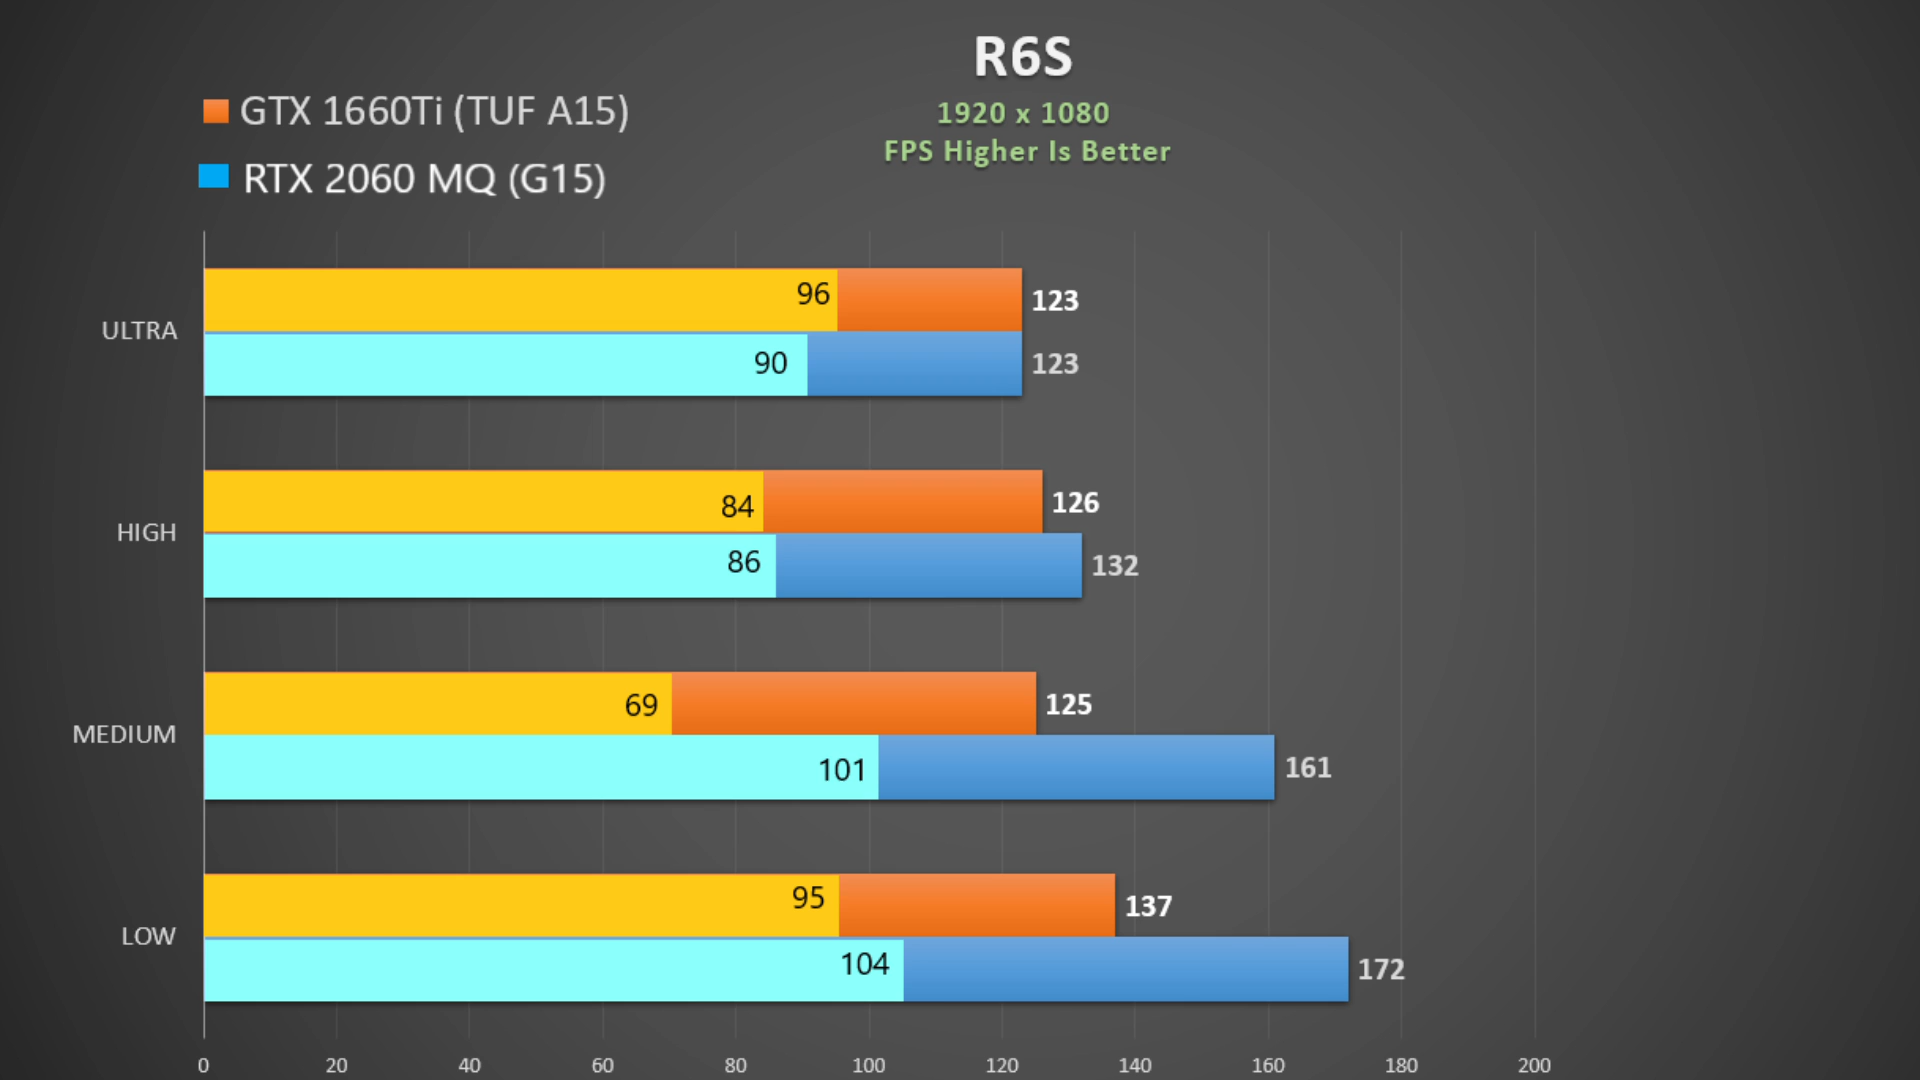 R6S
1920 x 1080
FPS Higher Is Better
GTX 1660Ti (TUF A15)
RTX 2060 MQ (G15)
ULTRA
96
123
90
123
HIGH
84
126
86
132
MEDIUM
69
125
101
161
LOW
95
137
104
172
0 20 40 60 80 100 120 140 160 180 200